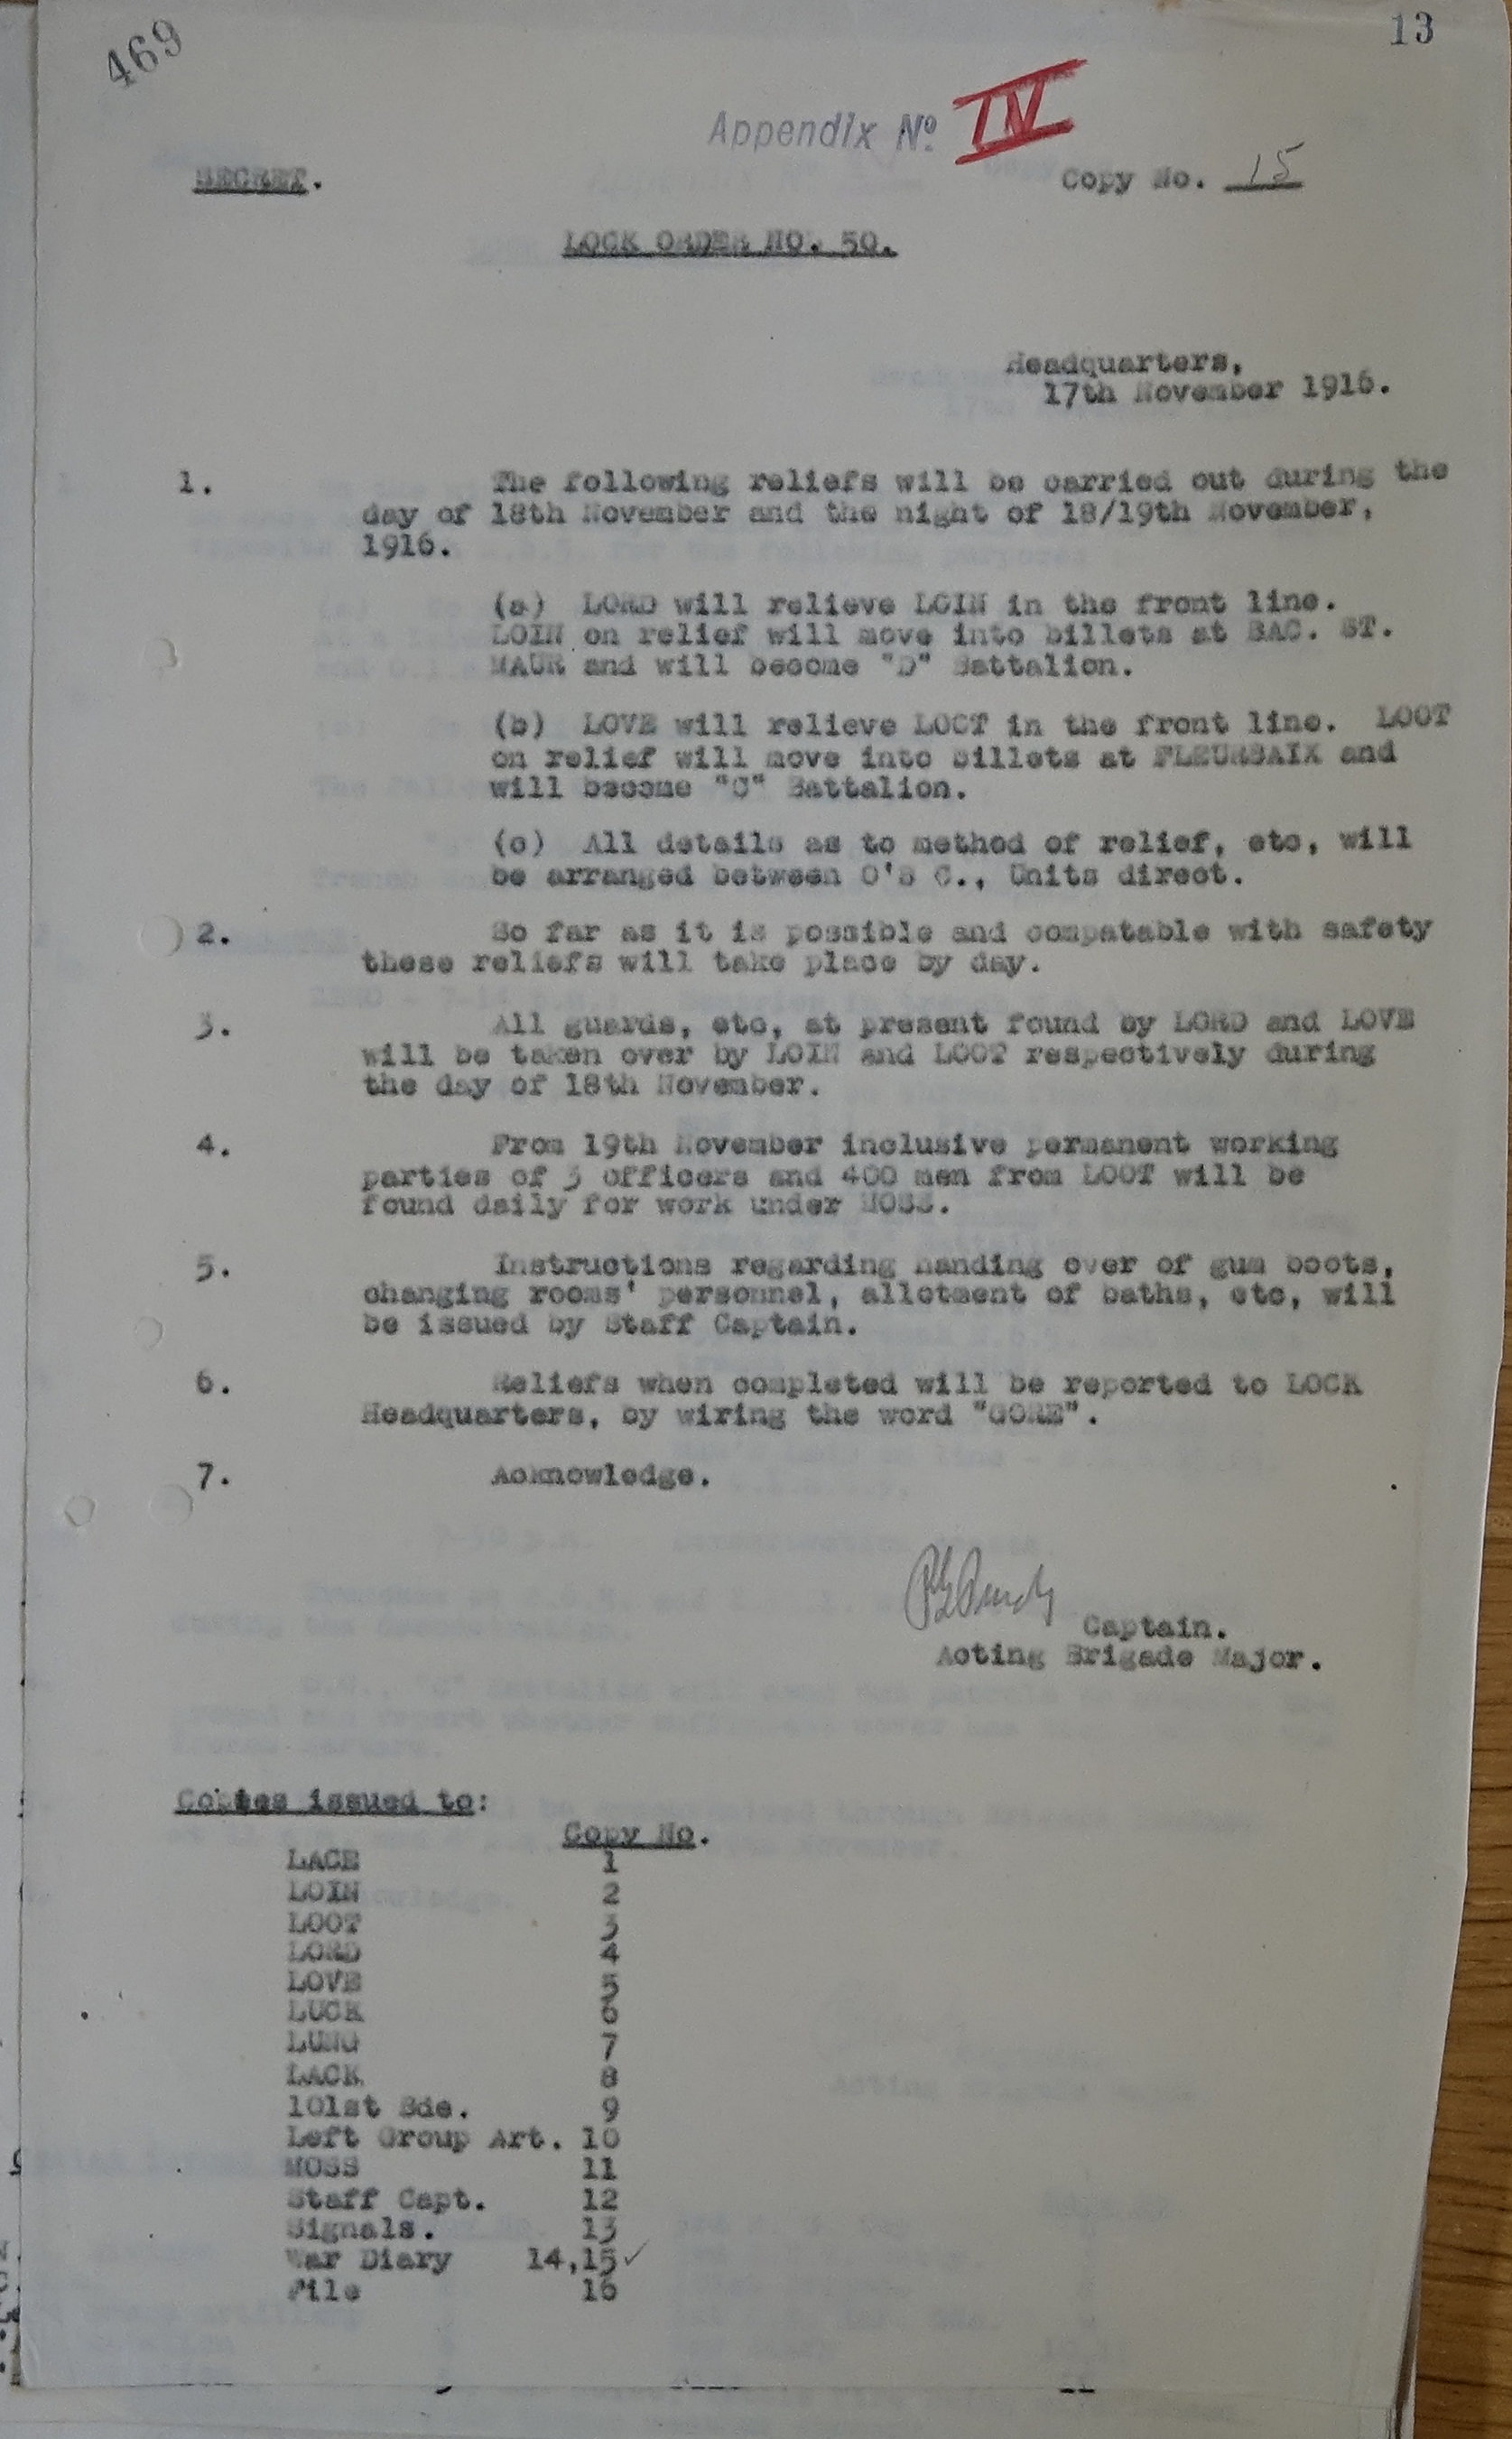 469
13
Appendix No. IV
SECRET.
Copy No. 15
LOCK ORDER NO. 50.
Headquarters,
17th November 1916.
1. The following reliefs will be carried out during the
day of 18th November and the night of 18/19th November,
1916.
(a) LORD will relieve LOIN in the front line.
LOIN on relief will move into billets at BAC. ST.
MAUR and will become "D" Battalion.
(b) LOVE will relieve LOOT in the front line. LOOT
on relief will move into billets at FLEURBAIX and
will become "C" Battalion.
(c) All details as to method of relief, etc, will
be arranged between O's C., Units direct.
2. So far as it is possible and compatable with safety
these reliefs will take place by day.
3. All guards, etc, at present found by LORD and LOVE
will be taken over by LOIN and LOOT respectively during
the day of 18th November.
4. From 19th November inclusive permanent working
parties of 3 officers and 400 men from LOOT will be
found daily for work under MOSS.
5. Instructions regarding handing over of gum boots,
changing rooms' personnel, allotment of baths, etc, will
be issued by Staff Captain.
6. Reliefs when completed will be reported to LOCK
Headquarters, by wiring the word "GORE".
7. Acknowledge.
Captain.
Acting Brigade Major.
Copies issued to:
Copy No.
LACE 1
LOIN 2
LOOT 3
LORD 4
LOVE 5
LUCK 6
LUNG 7
LACK 8
101st Bde. 9
Left Group Art. 10
MOSS 11
Staff Capt. 12
Signals. 13
War Diary 14,15 ✓
File 16